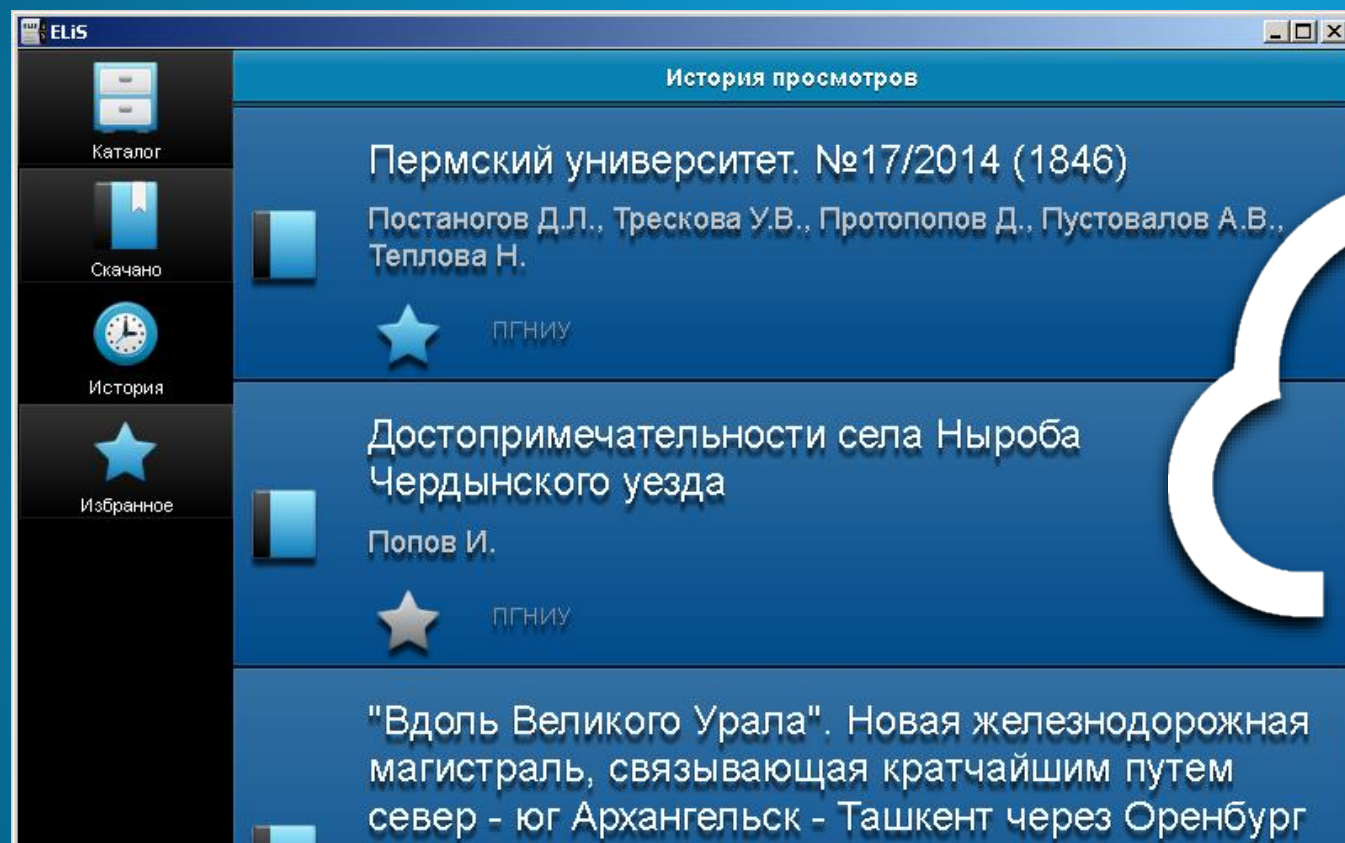 ELiS
История просмотров
Каталог
Скачано
История
Избранное
Пермский университет. №17/2014 (1846)
Постаногов Д.Л., Трескова У.В., Протопопов Д., Пустовалов А.В.,
Теплова Н.
ПГНИУ
Достопримечательности села Ныроба
Чердынского уезда
Попов И.
ПГНИУ
"Вдоль Великого Урала". Новая железнодорожная
магистраль, связывающая кратчайшим путем
север - юг Архангельск - Ташкент через Оренбург